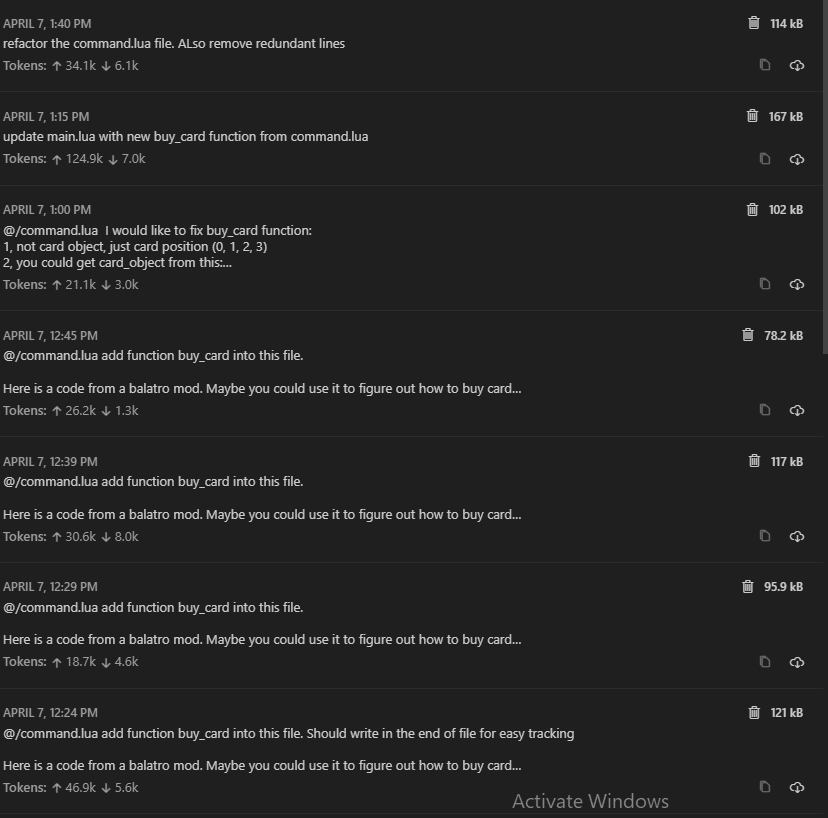 APRIL 7, 1:40 PM 114 kB
refactor the command.lua file. ALso remove redundant lines
Tokens: ↑ 34.1k ↓ 6.1k
APRIL 7, 1:15 PM 167 kB
update main.lua with new buy_card function from command.lua
Tokens: ↑ 124.9k ↓ 7.0k
APRIL 7, 1:00 PM 102 kB
@/command.lua  I would like to fix buy_card function:
1, not card object, just card position (0, 1, 2, 3)
2, you could get card_object from this:...
Tokens: ↑ 21.1k ↓ 3.0k
APRIL 7, 12:45 PM 78.2 kB
@/command.lua add function buy_card into this file.
Here is a code from a balatro mod. Maybe you could use it to figure out how to buy card...
Tokens: ↑ 26.2k ↓ 1.3k
APRIL 7, 12:39 PM 117 kB
@/command.lua add function buy_card into this file.
Here is a code from a balatro mod. Maybe you could use it to figure out how to buy card...
Tokens: ↑ 30.6k ↓ 8.0k
APRIL 7, 12:29 PM 95.9 kB
@/command.lua add function buy_card into this file.
Here is a code from a balatro mod. Maybe you could use it to figure out how to buy card...
Tokens: ↑ 18.7k ↓ 4.6k
APRIL 7, 12:24 PM 121 kB
@/command.lua add function buy_card into this file. Should write in the end of file for easy tracking
Here is a code from a balatro mod. Maybe you could use it to figure out how to buy card...
Tokens: ↑ 46.9k ↓ 5.6k
Activate Windows